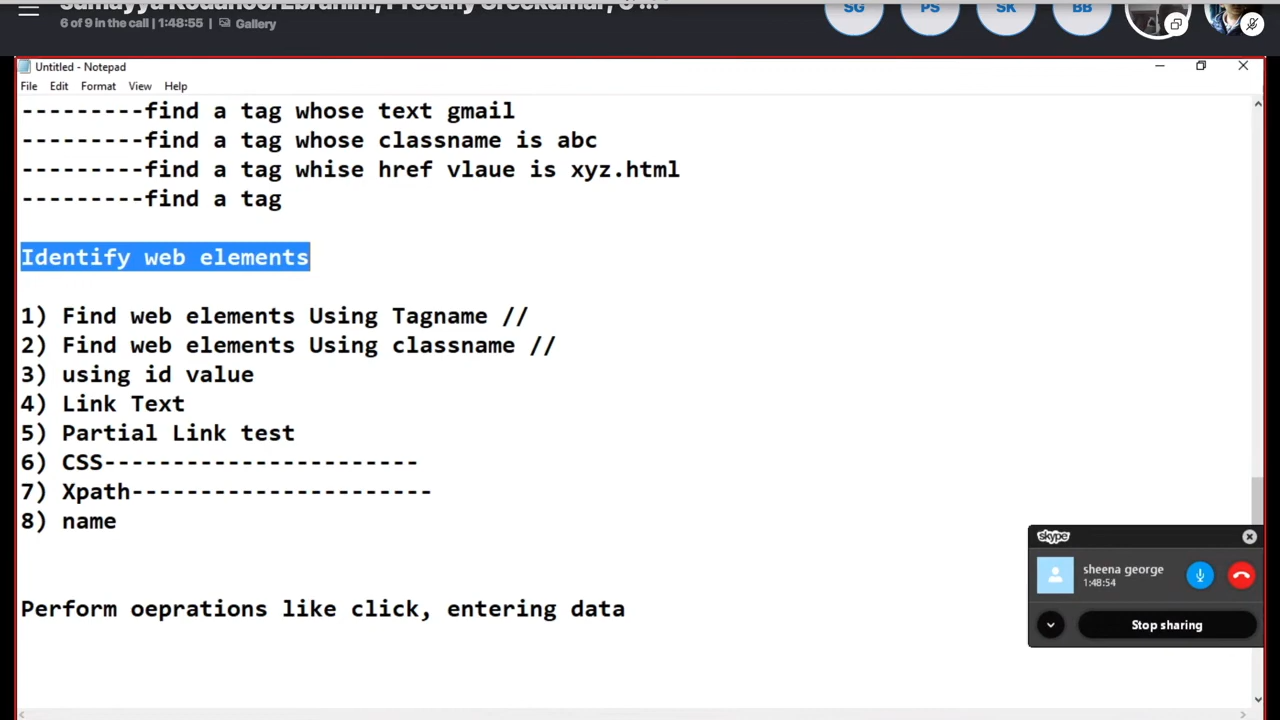 6 of 9 in the call | 1:48:55 | Gallery
SG PS SK BB
Untitled - Notepad
File Edit Format View Help
---------find a tag whose text gmail
---------find a tag whose classname is abc
---------find a tag whise href vlaue is xyz.html
---------find a tag
Identify web elements
1) Find web elements Using Tagname //
2) Find web elements Using classname //
3) using id value
4) Link Text
5) Partial Link test
6) CSS-----------------------
7) Xpath----------------------
8) name
Perform oeprations like click, entering data
skype
sheena george
1:48:54
Stop sharing